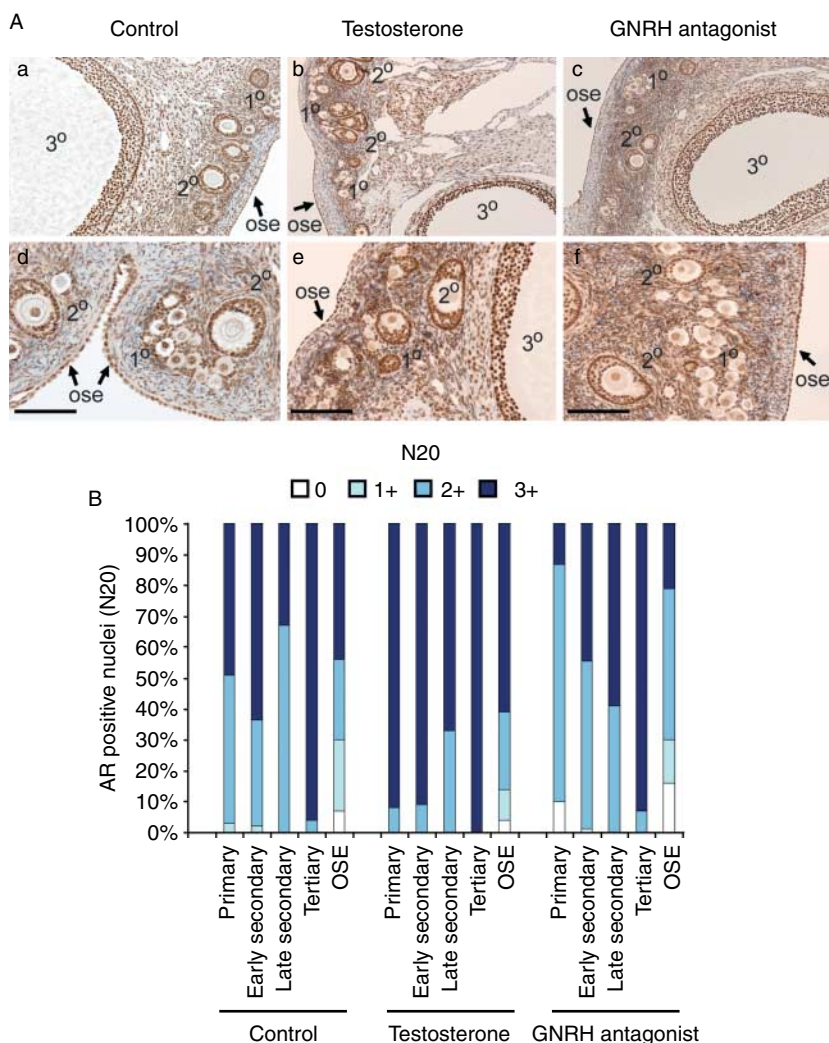 A
Control Testosterone GNRH antagonist
a b c
3o 1o 2o ose
2o 1o 1o 3o ose
ose 1o 2o 3o
d e f
2o 1o 2o ose
ose 2o 1o 3o
2o 2o 1o ose
N20
0 1+ 2+ 3+
B
AR positive nuclei (N20)
100%
90%
80%
70%
60%
50%
40%
30%
20%
10%
0%
Primary Early secondary Late secondary Tertiary OSE
Primary Early secondary Late secondary Tertiary OSE
Primary Early secondary Late secondary Tertiary OSE
Control Testosterone GNRH antagonist